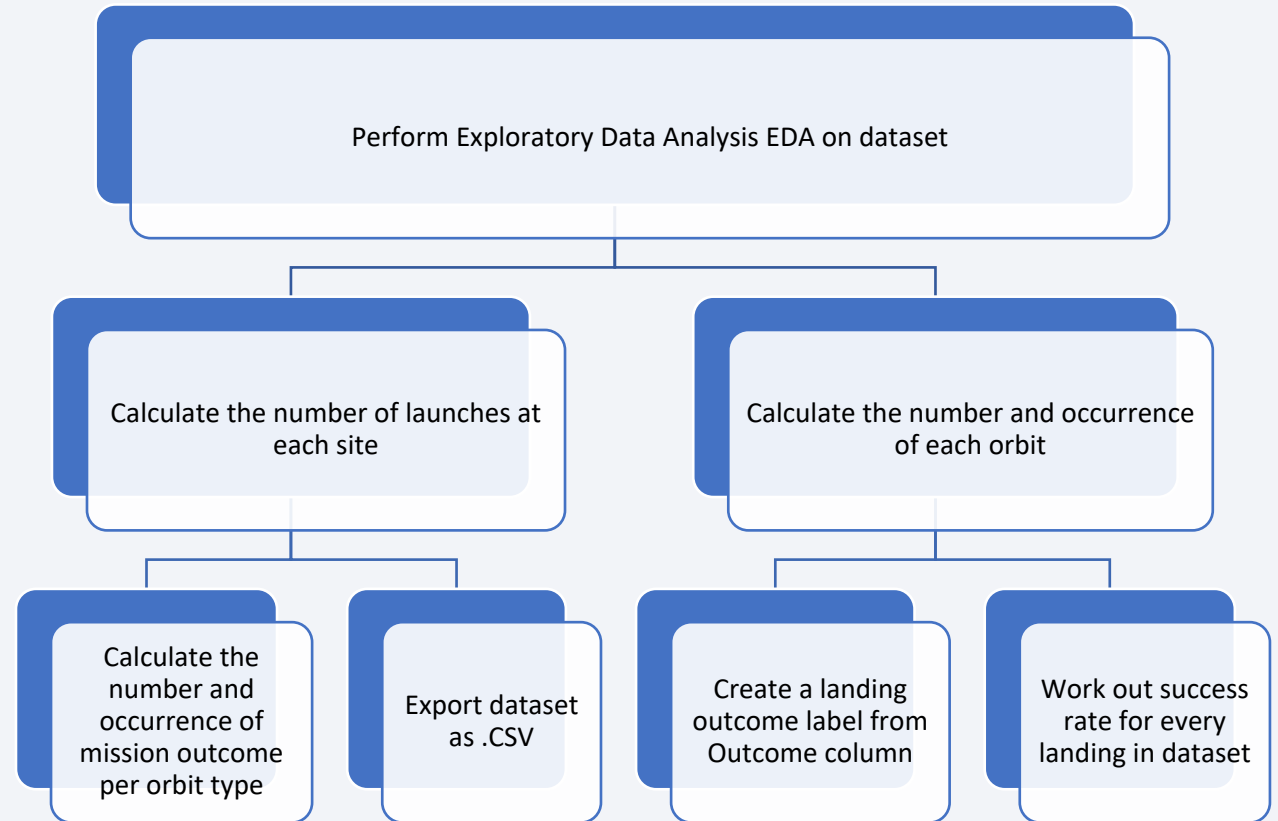 Perform Exploratory Data Analysis EDA on dataset
Calculate the number of launches at
each site
Calculate the number and occurrence
of each orbit
Calculate the
number and
occurrence of
mission outcome
per orbit type
Export dataset
as .CSV
Create a landing
outcome label from
Outcome column
Work out success
rate for every
landing in dataset